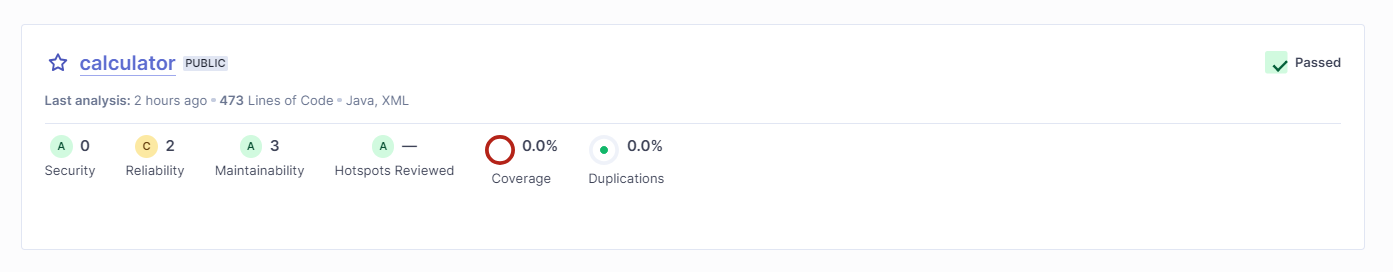 calculator PUBLIC Passed
Last analysis: 2 hours ago • 473 Lines of Code • Java, XML
A 0 C 2 A 3 A — 0.0% 0.0%
Security Reliability Maintainability Hotspots Reviewed Coverage Duplications